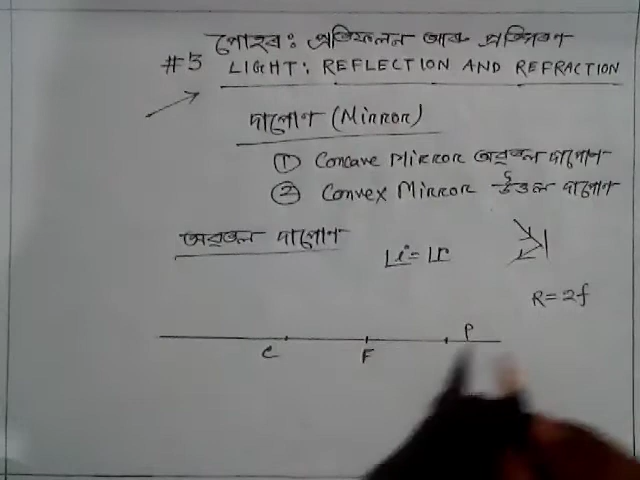 পোহৰ: প্ৰতিফলন আৰু প্ৰতিসৰণ
#5 LIGHT: REFLECTION AND REFRACTION
দাপোণ (Mirror)
① Concave Mirror অৱতল দাপোণ
② Convex Mirror উত্তল দাপোণ
অৱতল দাপোণ
∠i = ∠r
R = 2f
C F P